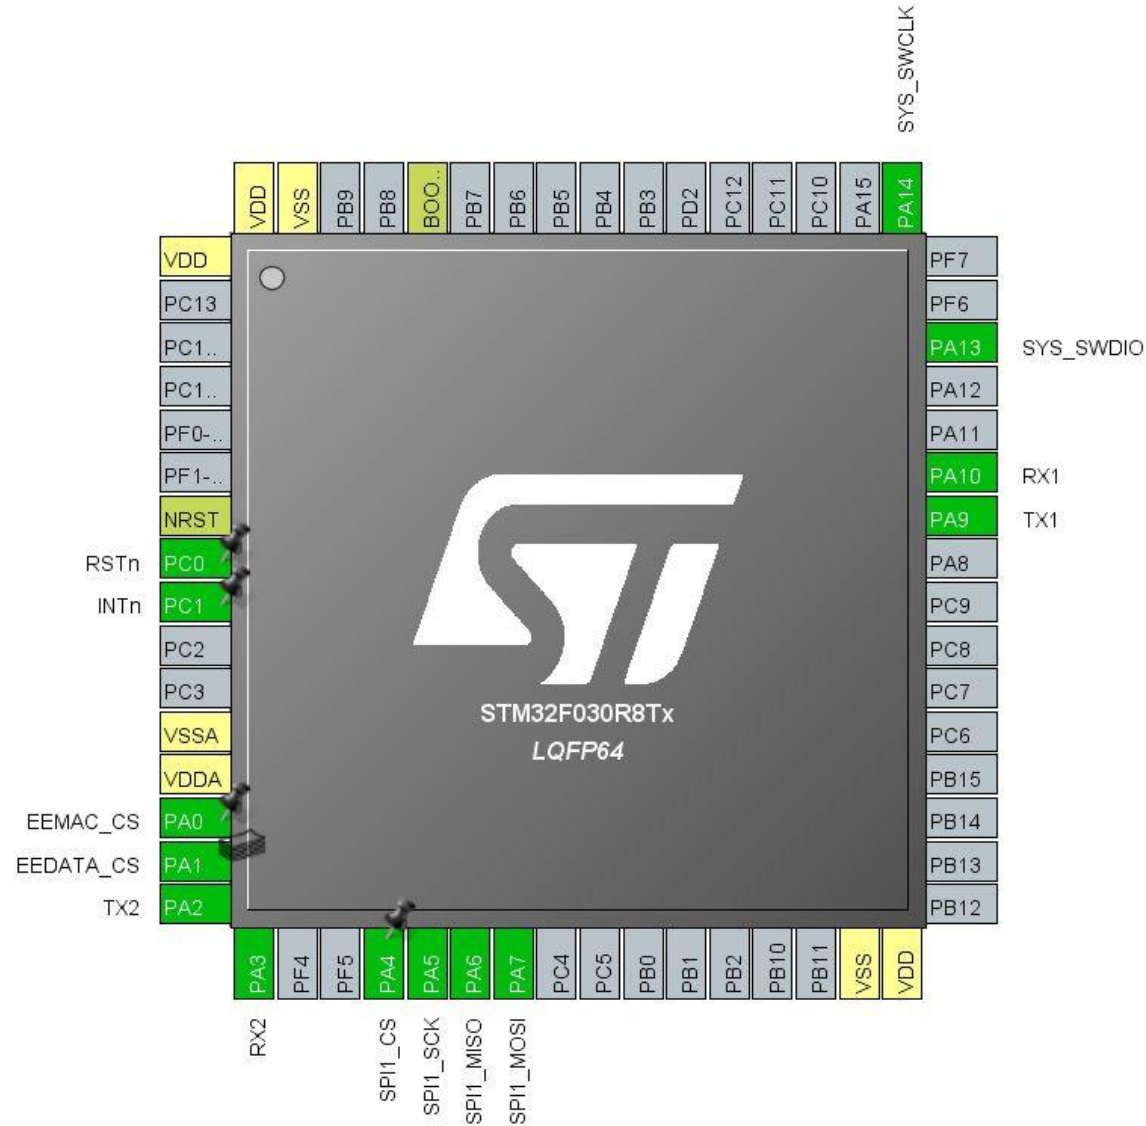 SYS_SWCLK
VDD
VSS
PB9
PB8
BOO..
PB7
PB6
PB5
PB4
PB3
PD2
PC12
PC11
PC10
PA15
PA14
VDD
PC13
PC1..
PC1..
PF0-..
PF1-..
NRST
RSTn PC0
INTn PC1
PC2
PC3
VSSA
VDDA
EEMAC_CS PA0
EEDATA_CS PA1
TX2 PA2
STM32F030R8Tx
LQFP64
PF7
PF6
PA13 SYS_SWDIO
PA12
PA11
PA10 RX1
PA9 TX1
PA8
PC9
PC8
PC7
PC6
PB15
PB14
PB13
PB12
PA3
PF4
PF5
PA4
PA5
PA6
PA7
PC4
PC5
PB0
PB1
PB2
PB10
PB11
VSS
VDD
RX2
SPI1_CS
SPI1_SCK
SPI1_MISO
SPI1_MOSI